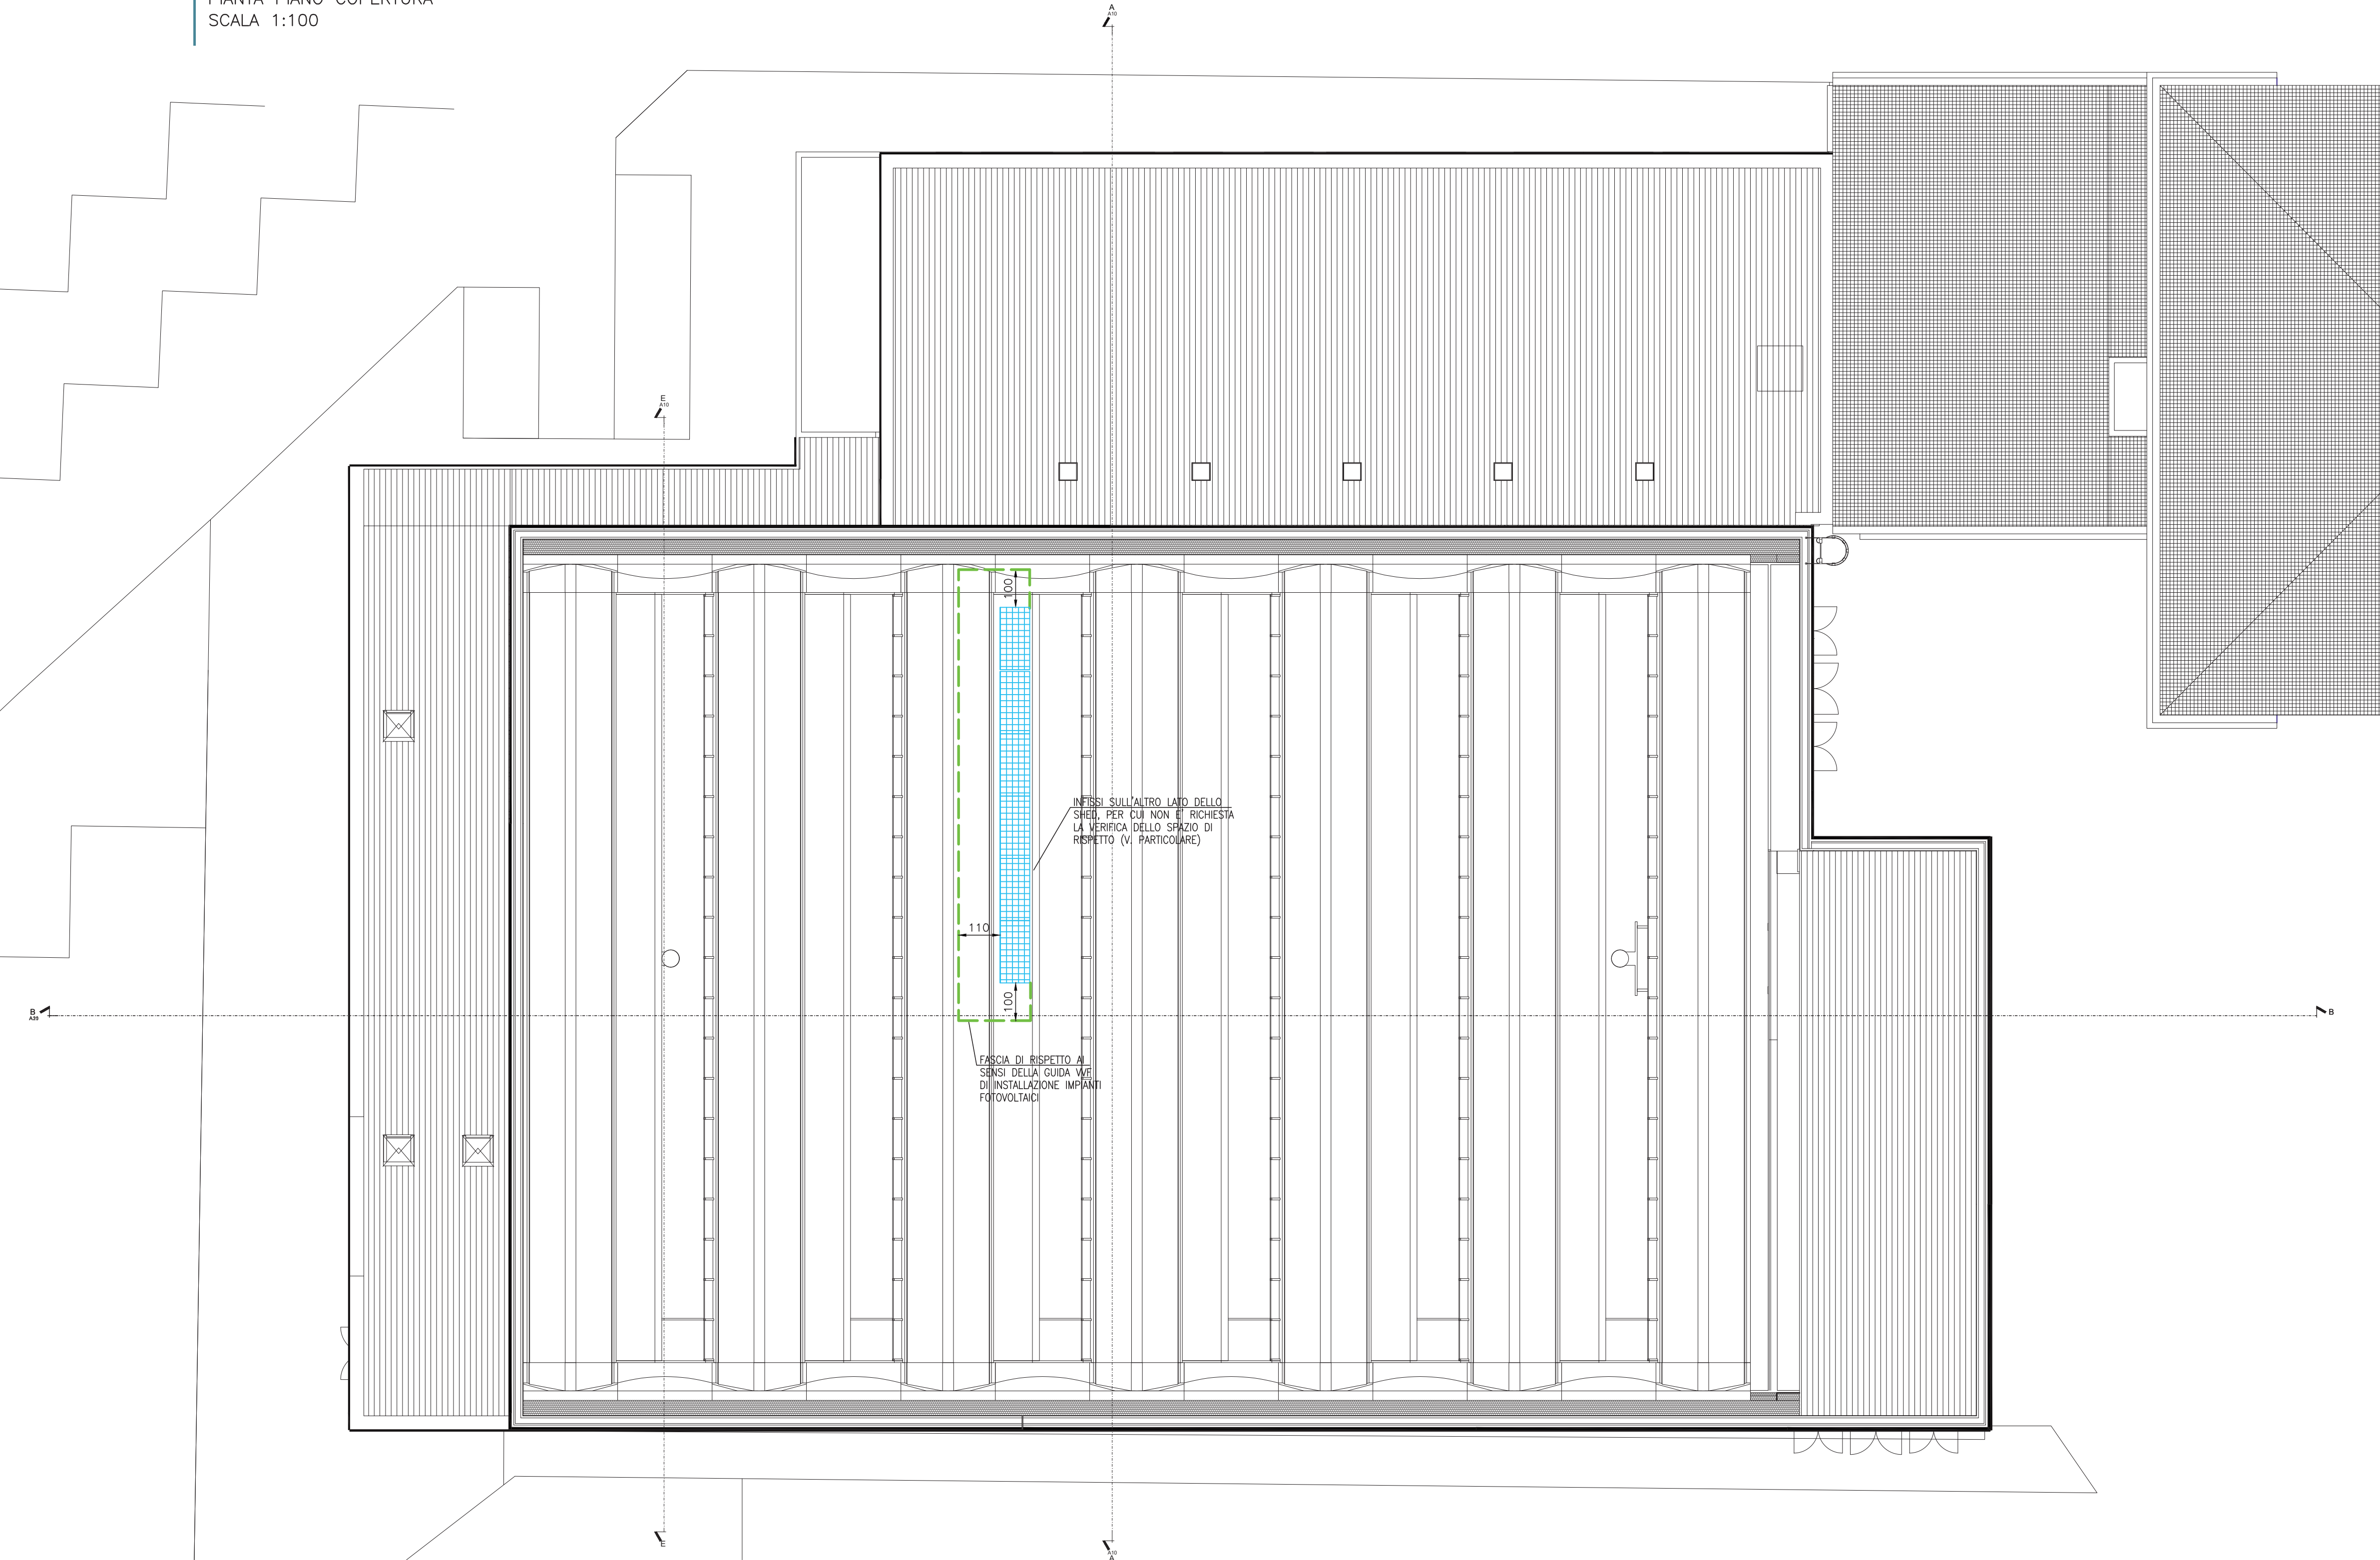 PIANTA PIANO COPERTURA
SCALA 1:100
A
A10
E
A10
100
INFISSI SULL'ALTRO LATO DELLO
SHED, PER CUI NON E' RICHIESTA
LA VERIFICA DELLO SPAZIO DI
RISPETTO (V. PARTICOLARE)
110
100
B
A39
B
FASCIA DI RISPETTO AI
SENSI DELLA GUIDA VVF
DI INSTALLAZIONE IMPIANTI
FOTOVOLTAICI
E
A10
A